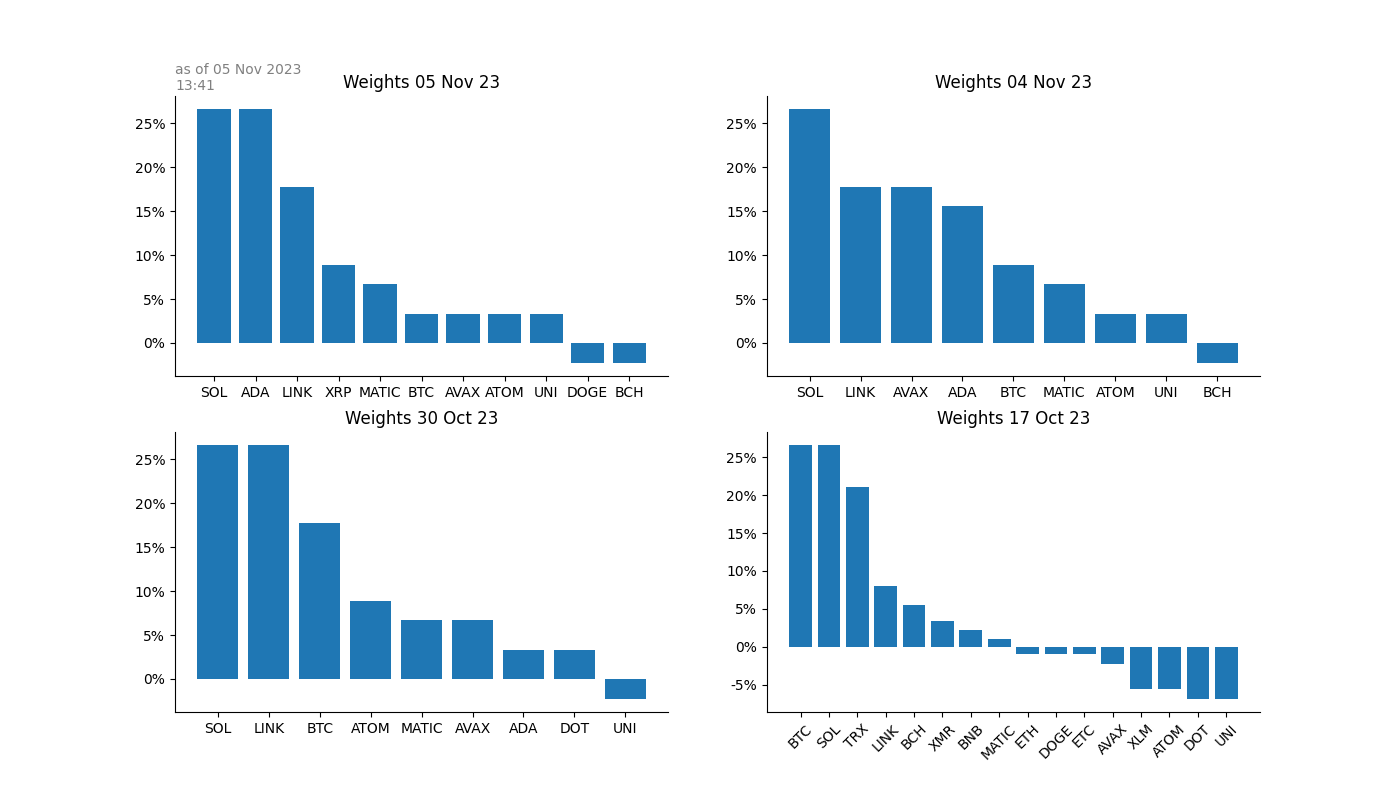 as of 05 Nov 2023
13:41
Weights 05 Nov 23
25%
20%
15%
10%
5%
0%
SOL ADA LINK XRP MATIC BTC AVAX ATOM UNI DOGE BCH
Weights 04 Nov 23
25%
20%
15%
10%
5%
0%
SOL LINK AVAX ADA BTC MATIC ATOM UNI BCH
Weights 30 Oct 23
25%
20%
15%
10%
5%
0%
SOL LINK BTC ATOM MATIC AVAX ADA DOT UNI
Weights 17 Oct 23
25%
20%
15%
10%
5%
0%
-5%
BTC SOL TRX LINK BCH XMR BNB MATIC ETH DOGE ETC AVAX XLM ATOM DOT UNI